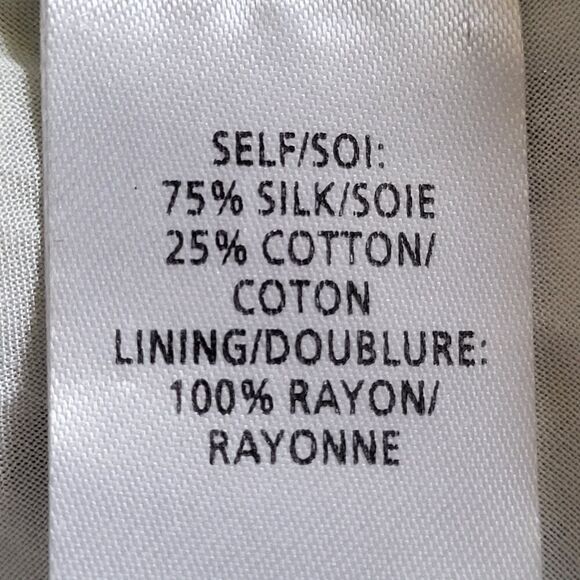 SELF/SOI:
75% SILK/SOIE
25% COTTON/
COTON
LINING/DOUBLURE:
100% RAYON/
RAYONNE